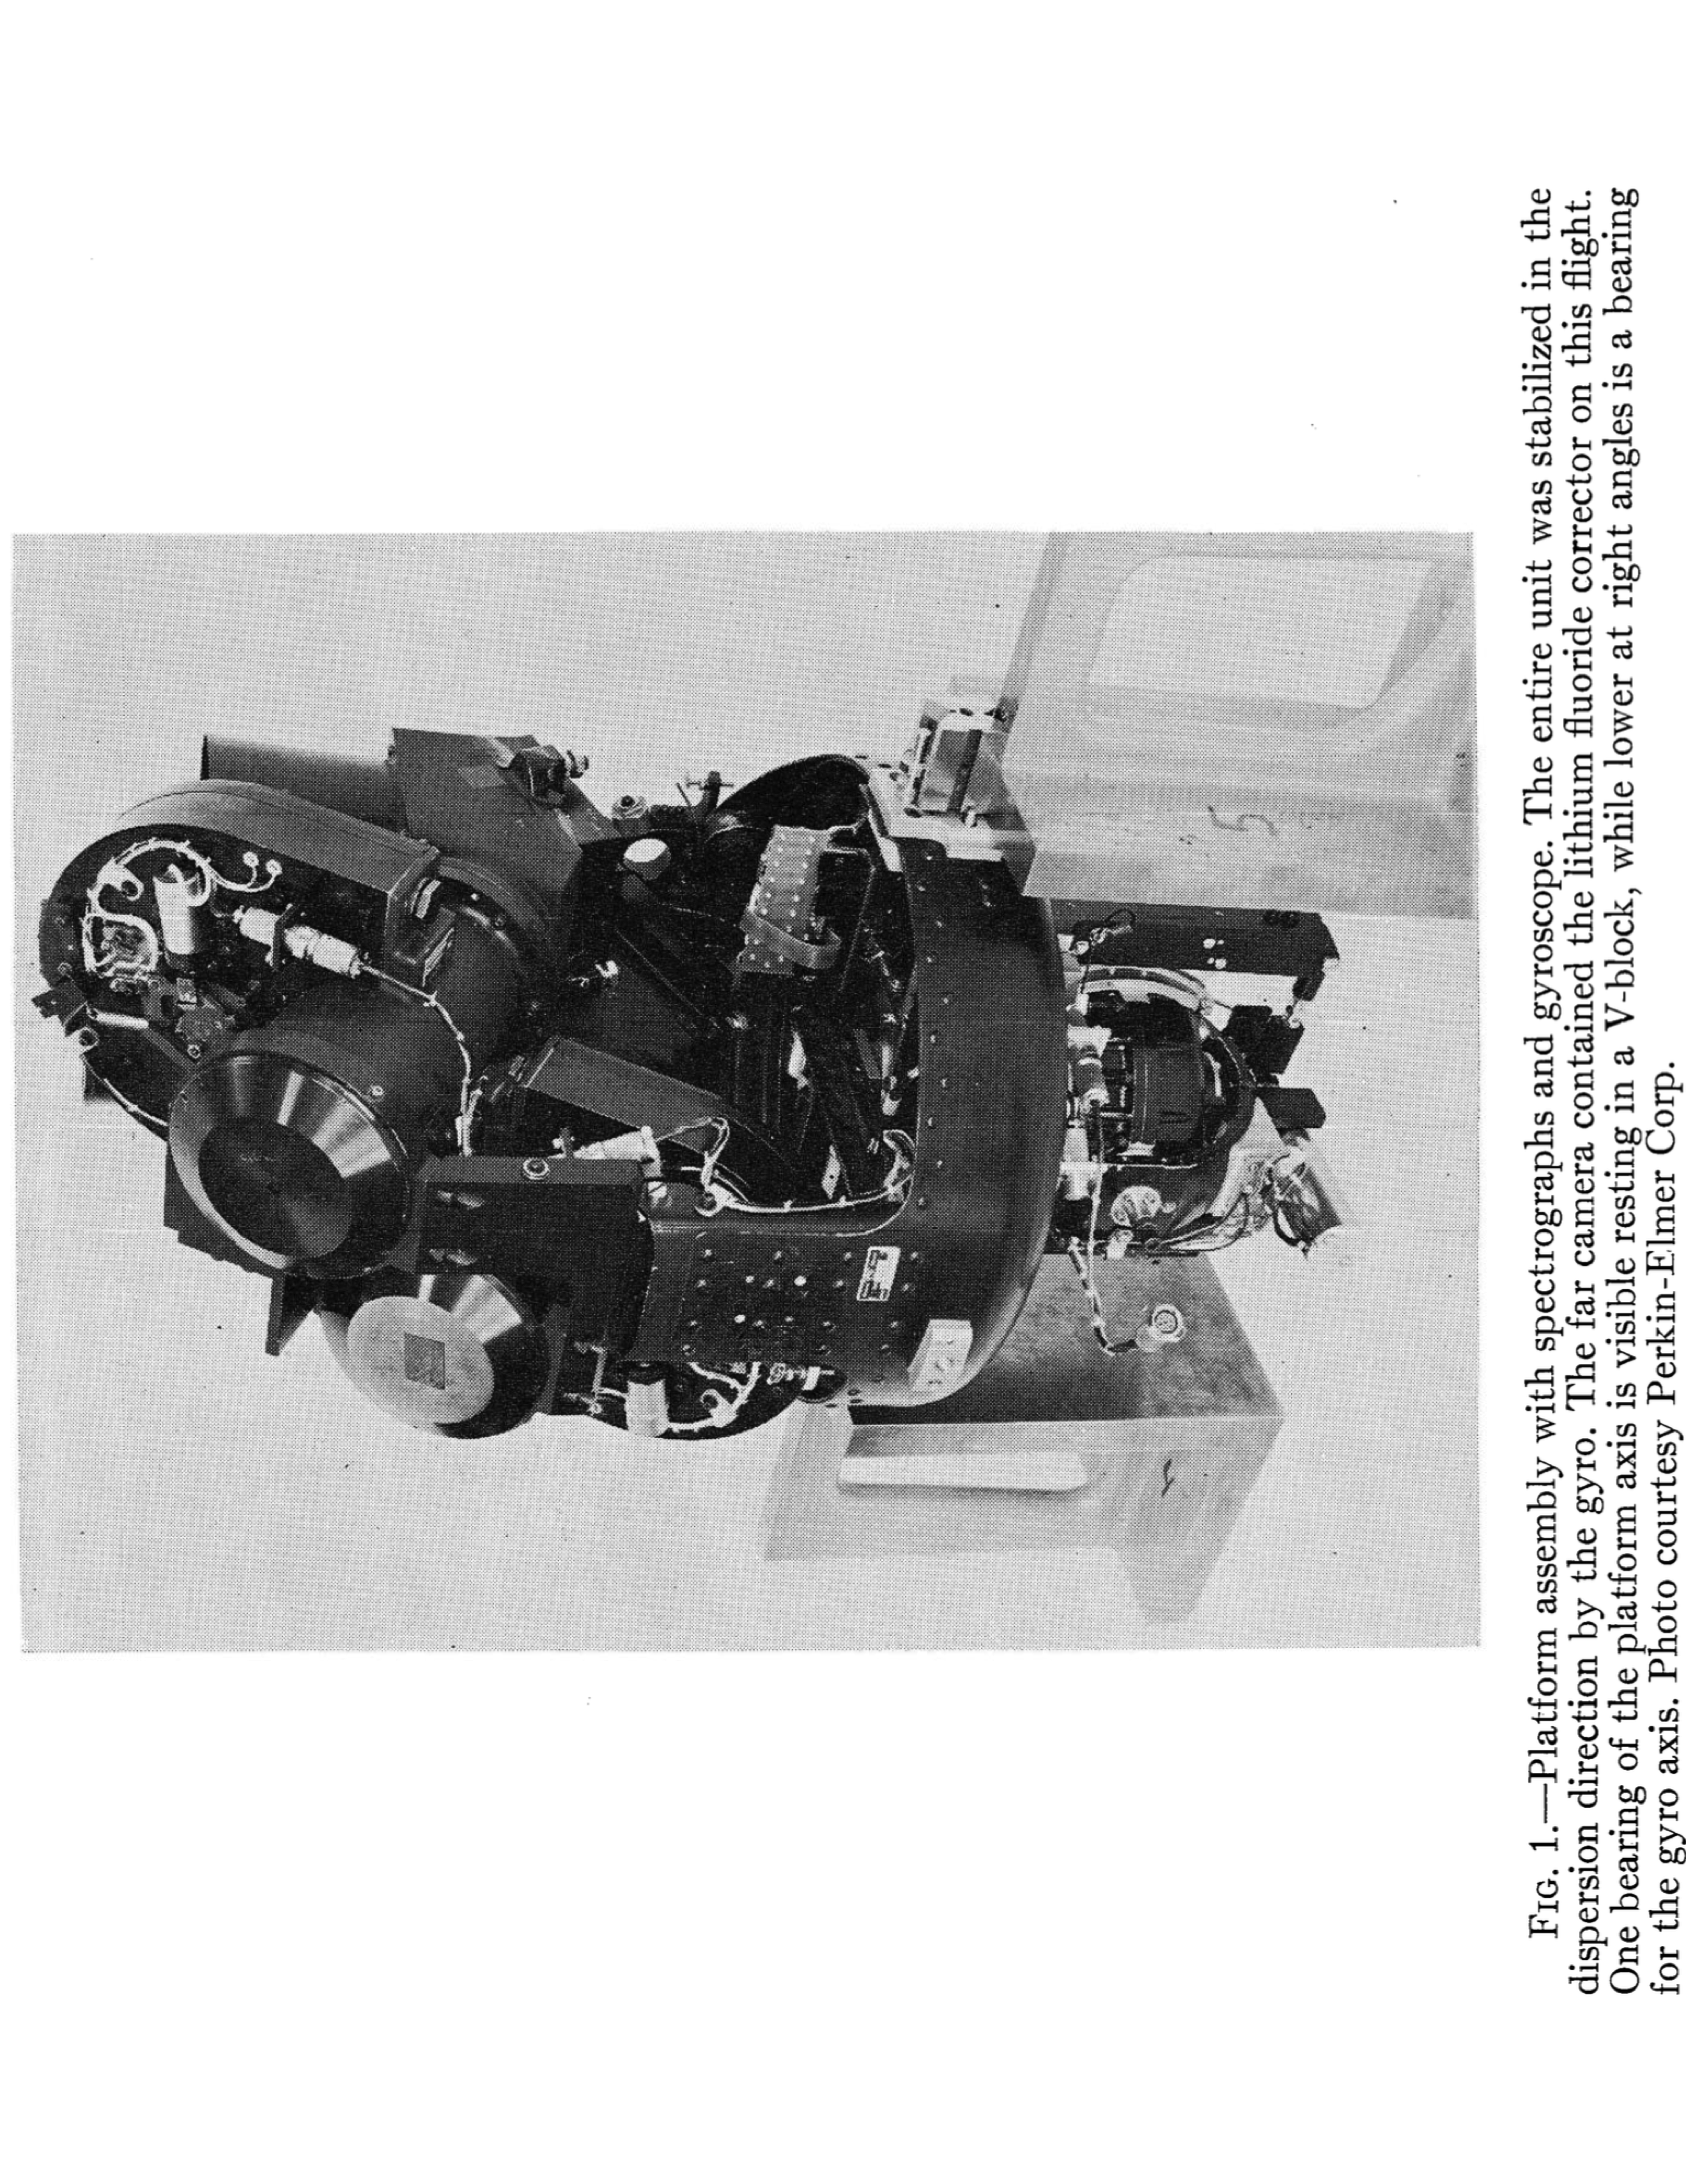 FIG. 1.—Platform assembly with spectrographs and gyroscope. The entire unit was stabilized in the
dispersion direction by the gyro. The far camera contained the lithium fluoride corrector on this flight.
One bearing of the platform axis is visible resting in a V-block, while lower at right angles is a bearing
for the gyro axis. Photo courtesy Perkin-Elmer Corp.